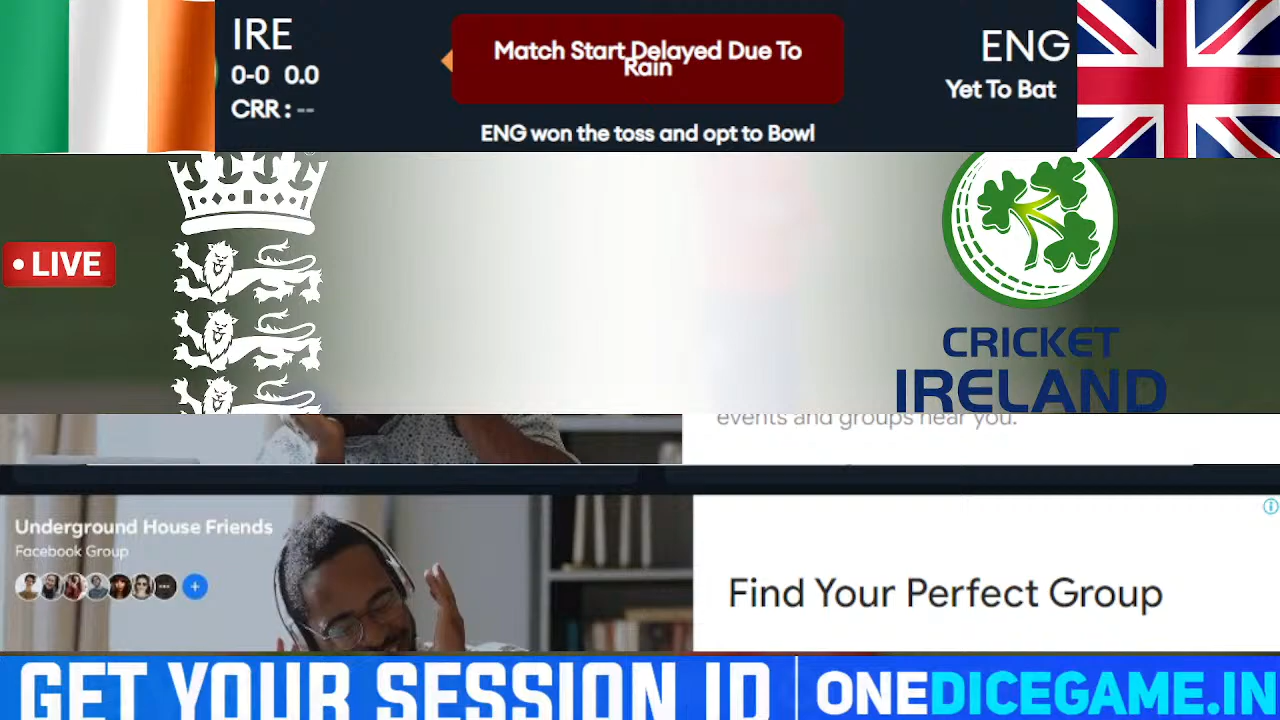 IRE
0-0 0.0
CRR : --
Match Start Delayed Due To
Rain
ENG won the toss and opt to Bowl
ENG
Yet To Bat
• LIVE
CRICKET
IRELAND
events and groups near you.
Underground House Friends
Facebook Group
Find Your Perfect Group
GET YOUR SESSION ID
ONEDICEGAME.IN